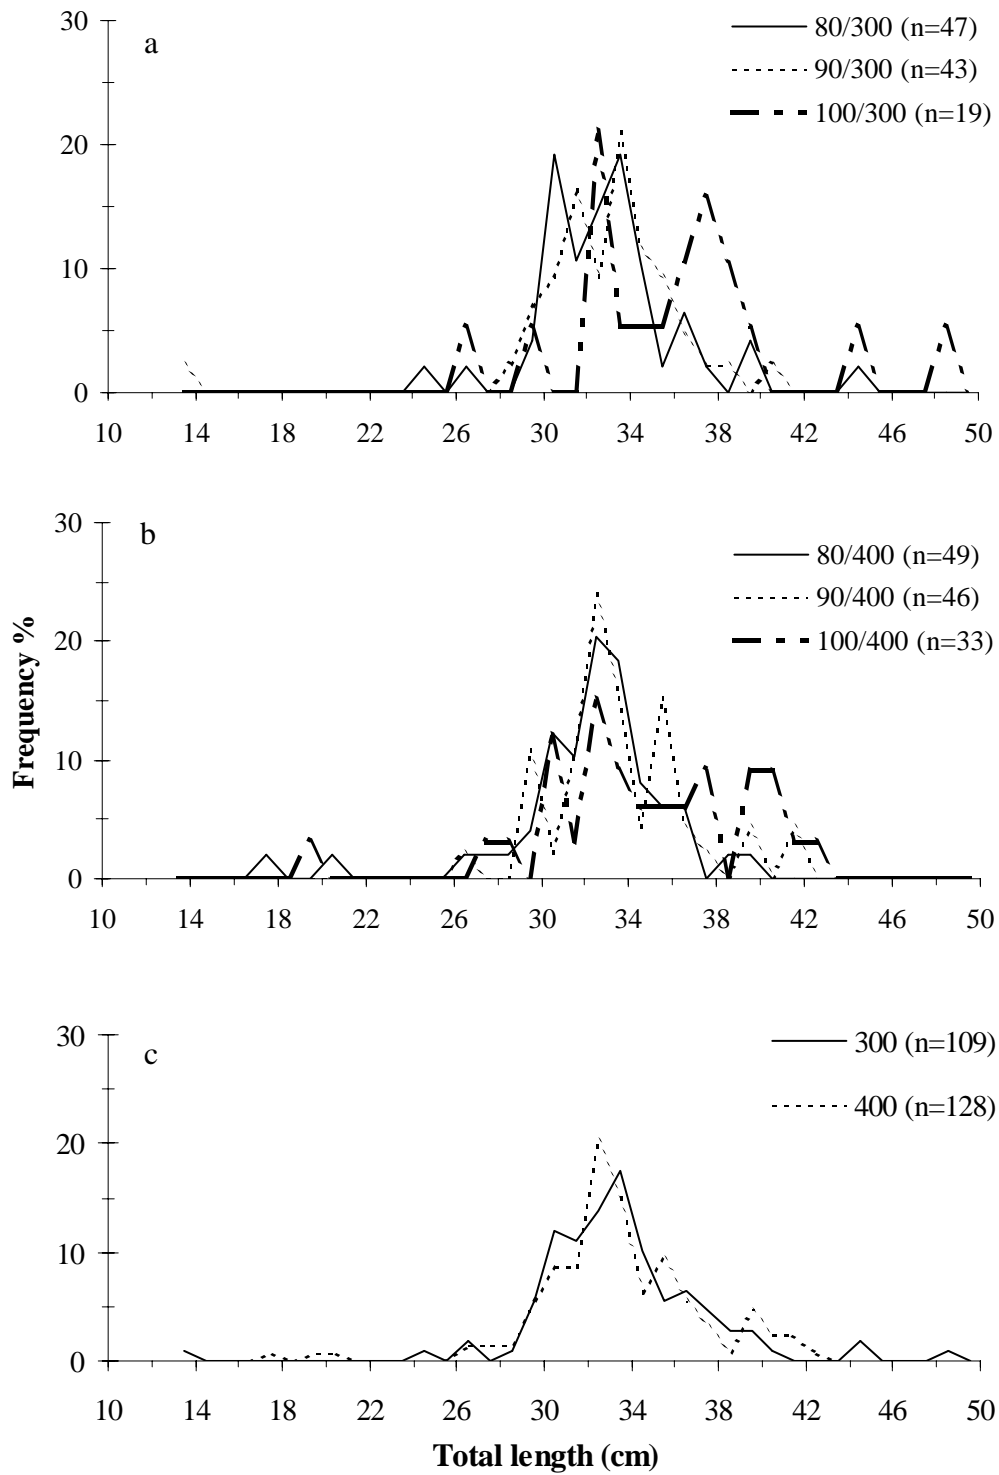 a
80/300 (n=47)
90/300 (n=43)
100/300 (n=19)
30
20
10
0
10 14 18 22 26 30 34 38 42 46 50
b
80/400 (n=49)
90/400 (n=46)
100/400 (n=33)
30
20
10
0
Frequency %
10 14 18 22 26 30 34 38 42 46 50
c
300 (n=109)
400 (n=128)
30
20
10
0
10 14 18 22 26 30 34 38 42 46 50
Total length (cm)